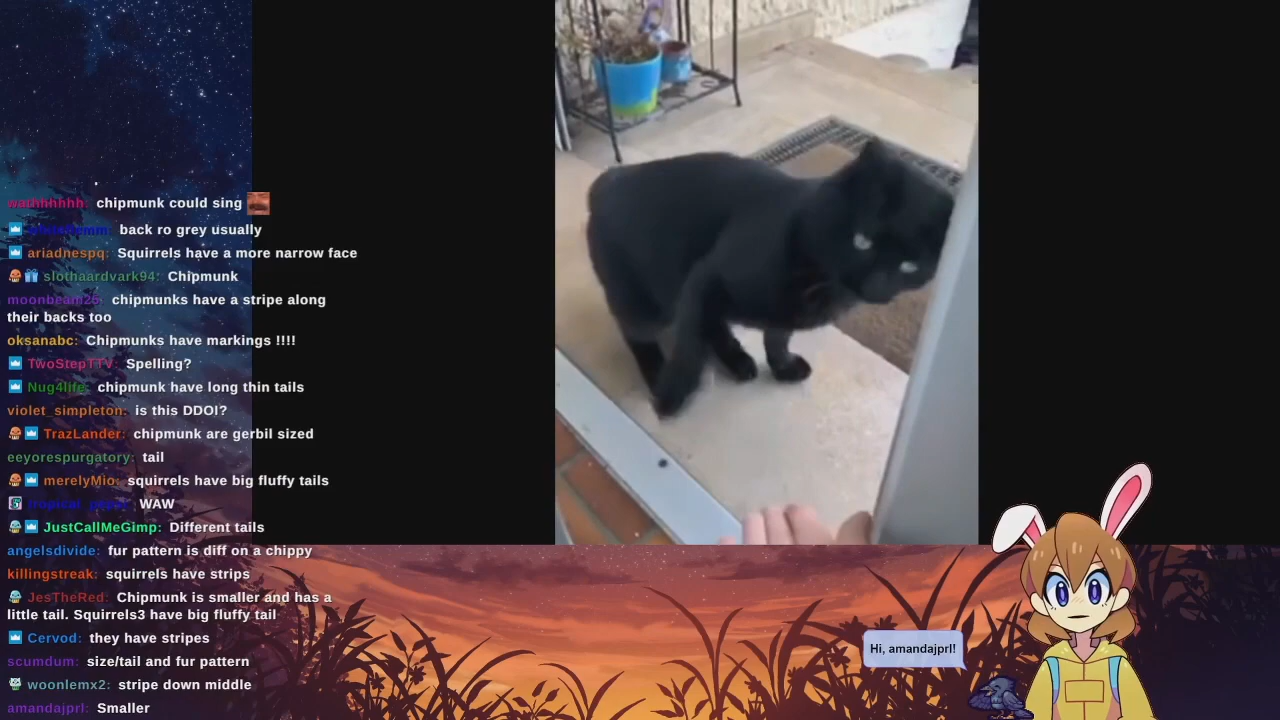 wathhhhhh: chipmunk could sing
back ro grey usually
ariadnespq: Squirrels have a more narrow face
slothaardvark94: Chipmunk
moonbeam25: chipmunks have a stripe along
their backs too
oksanabc: Chipmunks have markings !!!!
TwoStepTTV: Spelling?
Nug4life: chipmunk have long thin tails
violet_simpleton: is this DDOI?
TrazLander: chipmunk are gerbil sized
eeyorespurgatory: tail
merelyMio: squirrels have big fluffy tails
WAW
JustCallMeGimp: Different tails
angelsdivide: fur pattern is diff on a chippy
killingstreak: squirrels have strips
JesTheRed: Chipmunk is smaller and has a
little tail. Squirrels3 have big fluffy tail
Cervod: they have stripes
scumdum: size/tail and fur pattern
woonlemx2: stripe down middle
amandajprl: Smaller
Hi, amandajprl!